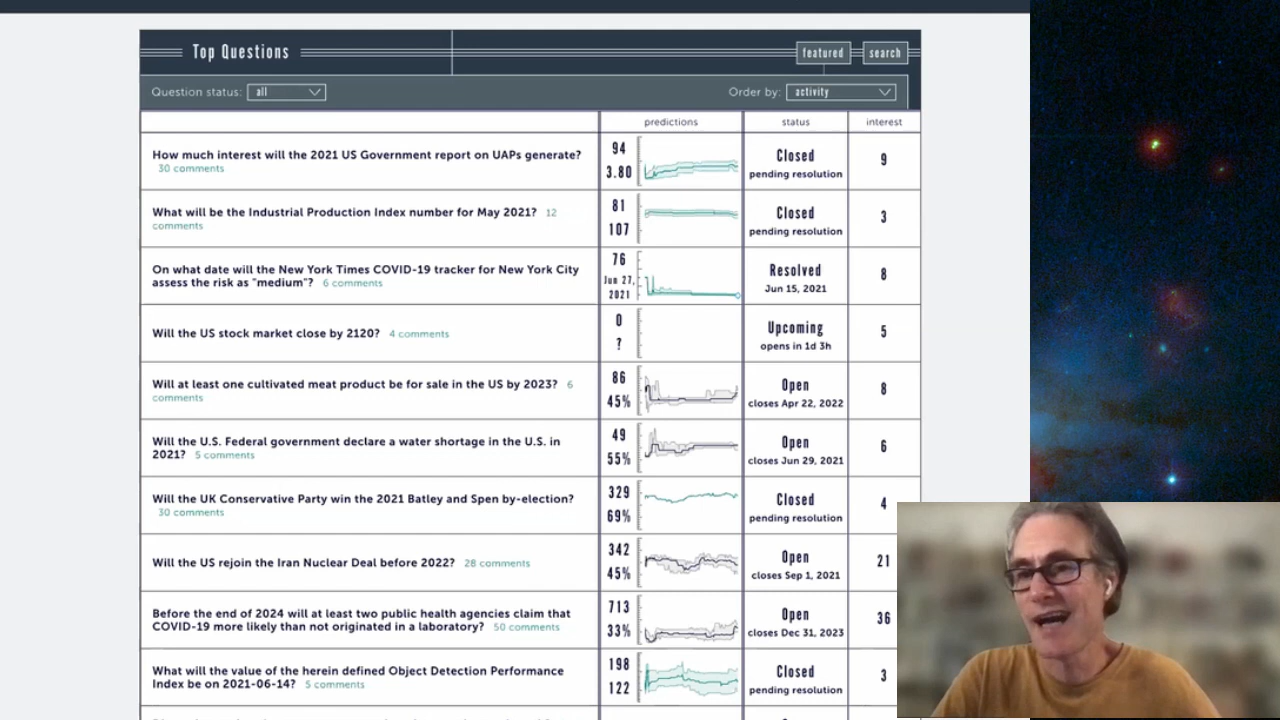 Top Questions
featured
search
Question status:
all
Order by:
activity
predictions
status
interest
How much interest will the 2021 US Government report on UAPs generate?
30 comments
94
3.80
Closed
pending resolution
9
What will be the Industrial Production Index number for May 2021? 12
comments
81
107
Closed
pending resolution
3
On what date will the New York Times COVID-19 tracker for New York City
assess the risk as "medium"? 6 comments
76
Jun 27,
2021
Resolved
Jun 15, 2021
8
Will the US stock market close by 2120? 4 comments
0
?
Upcoming
opens in 1d 3h
5
Will at least one cultivated meat product be for sale in the US by 2023? 6
comments
86
45%
Open
closes Apr 22, 2022
8
Will the U.S. Federal government declare a water shortage in the U.S. in
2021? 5 comments
49
55%
Open
closes Jun 29, 2021
6
Will the UK Conservative Party win the 2021 Batley and Spen by-election?
30 comments
329
69%
Closed
pending resolution
4
Will the US rejoin the Iran Nuclear Deal before 2022? 28 comments
342
45%
Open
closes Sep 1, 2021
21
Before the end of 2024 will at least two public health agencies claim that
COVID-19 more likely than not originated in a laboratory? 50 comments
713
33%
Open
closes Dec 31, 2023
36
What will the value of the herein defined Object Detection Performance
Index be on 2021-06-14? 5 comments
198
122
Closed
pending resolution
3